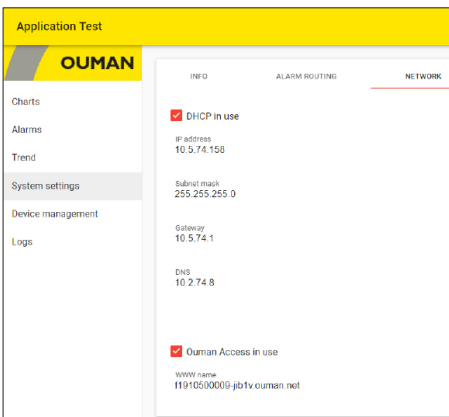 Application Test
OUMAN
INFO ALARM ROUTING NETWORK
Charts
Alarms
Trend
System settings
Device management
Logs
DHCP in use
IP address
10.5.74.158
Subnet mask
255.255.255.0
Gateway
10.5.74.1
DNS
10.2.74.8
Ouman Access in use
WWW name
f1910500009-jib1v.ouman.net